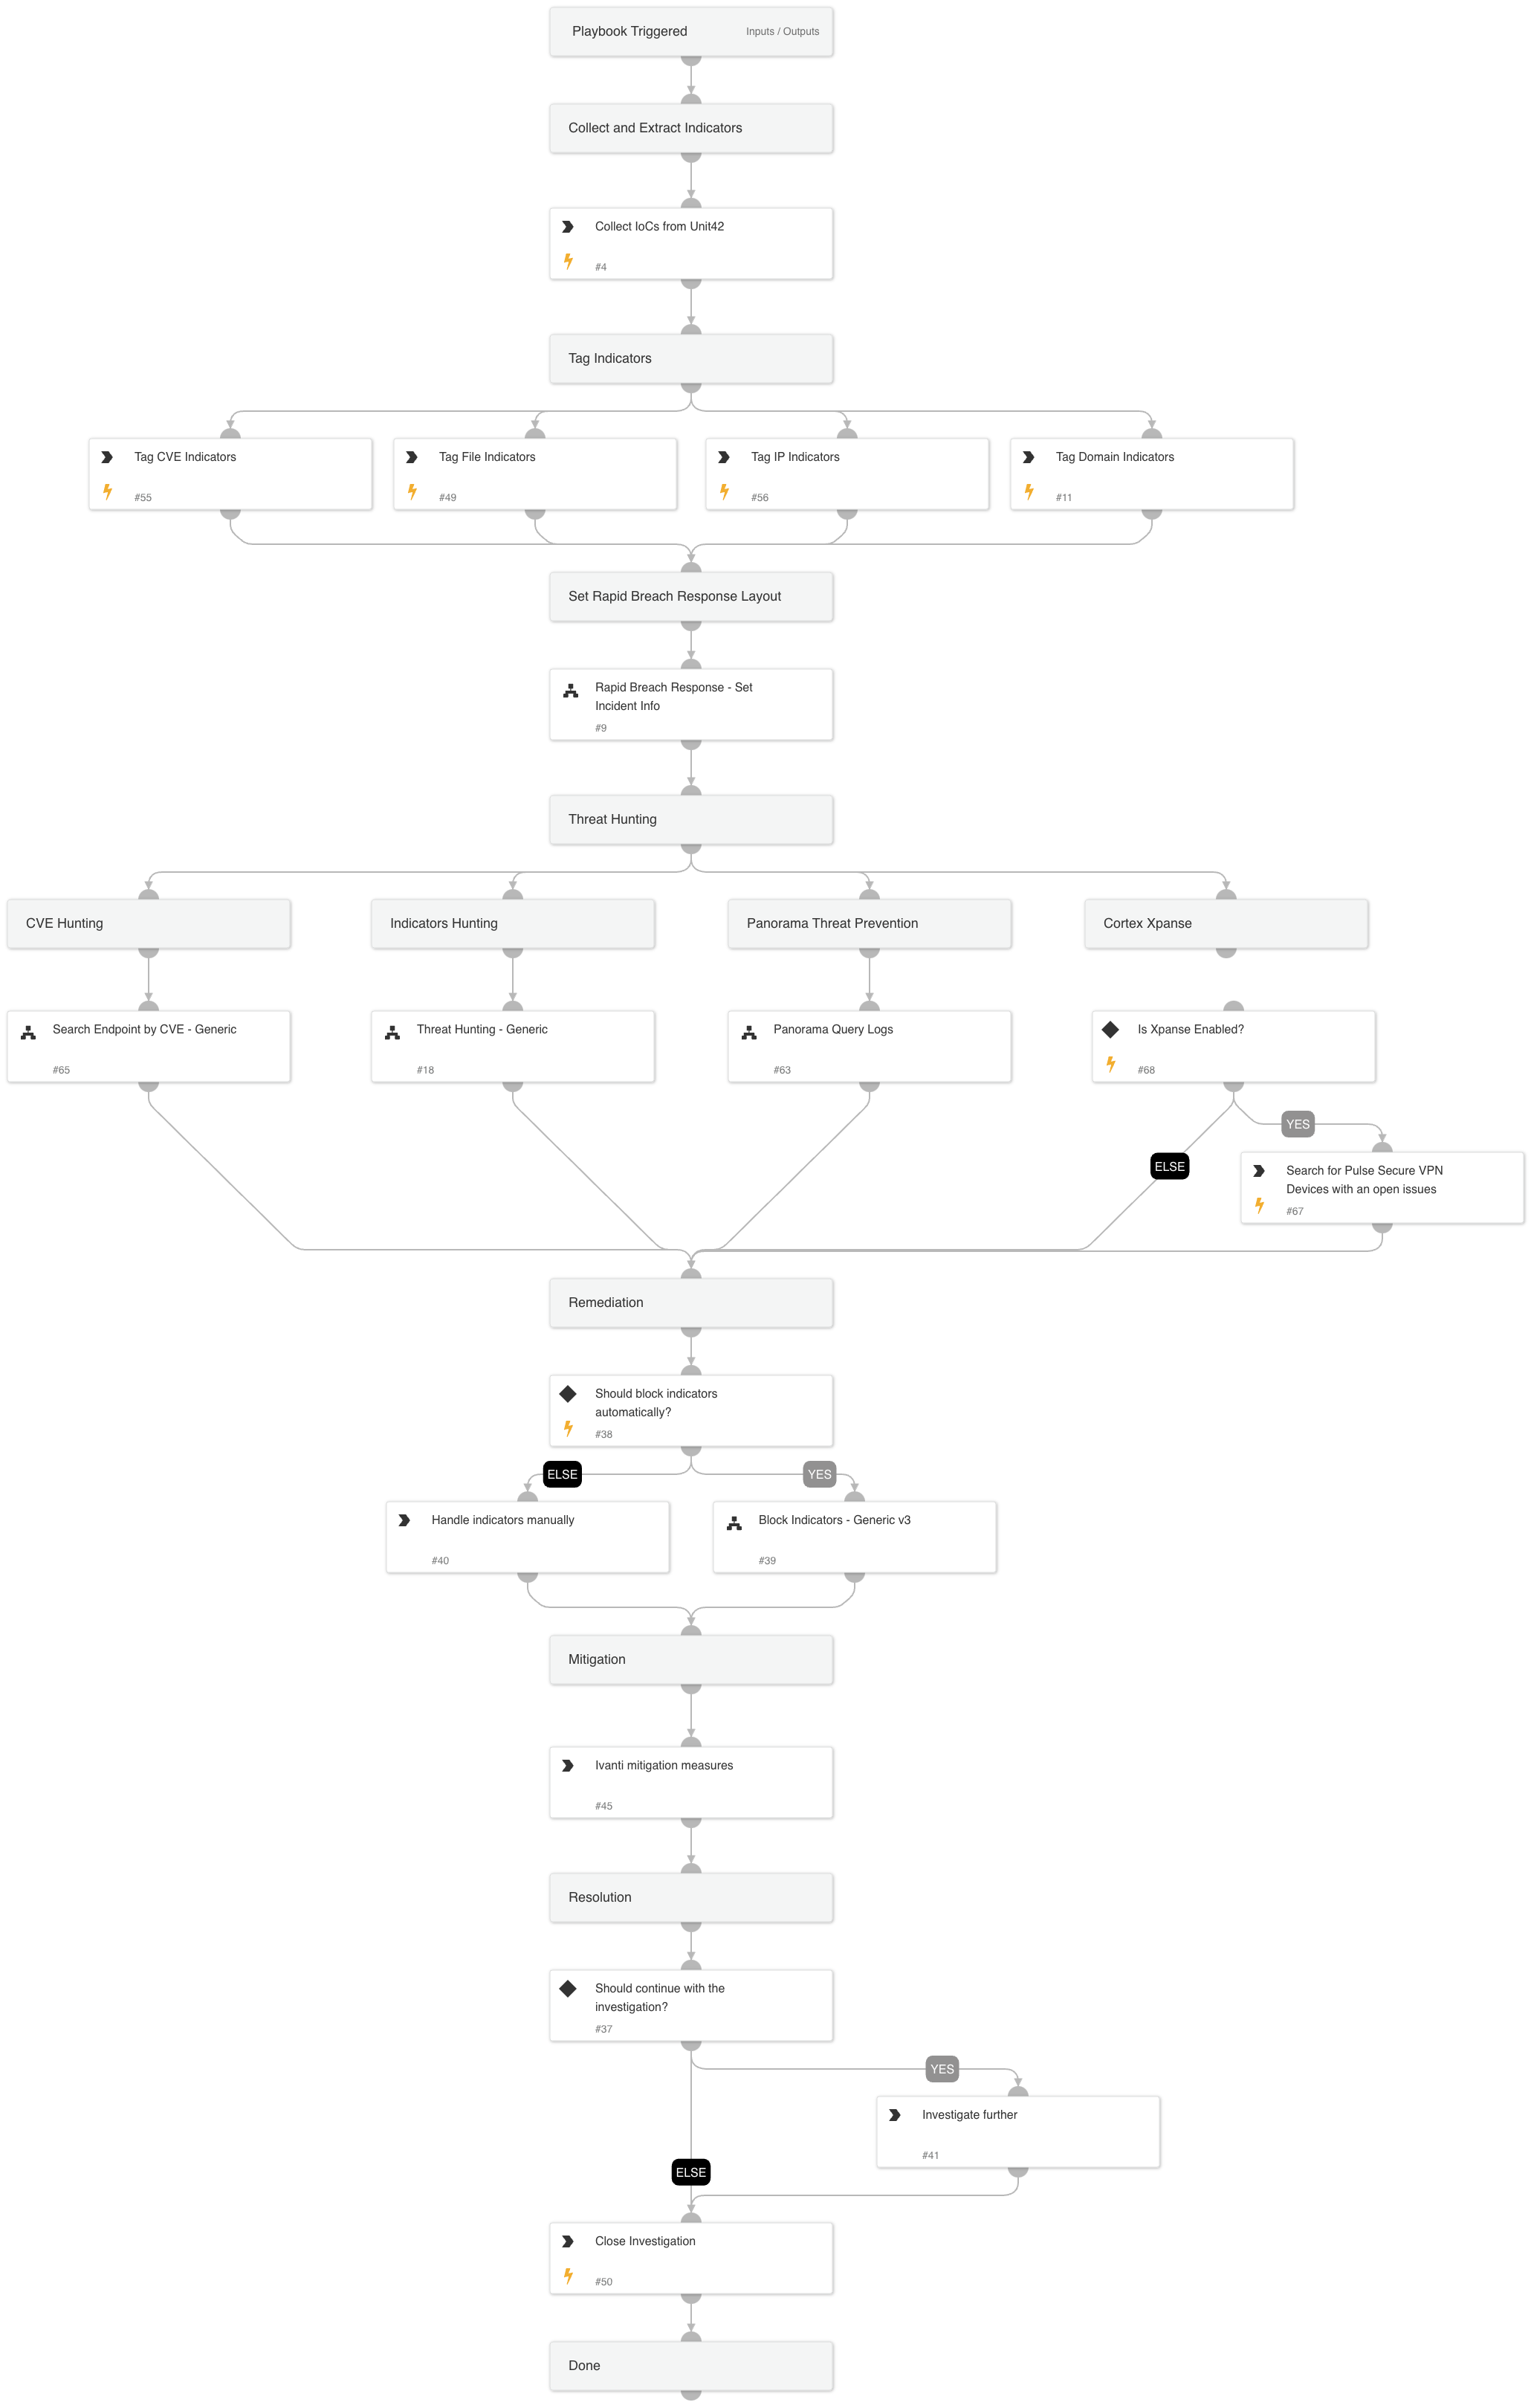 Playbook Triggered
Inputs / Outputs
Collect and Extract Indicators
Collect IoCs from Unit42
#4
Tag Indicators
Tag CVE Indicators
#55
Tag File Indicators
#49
Tag IP Indicators
#56
Tag Domain Indicators
#11
Set Rapid Breach Response Layout
Rapid Breach Response - Set
Incident Info
#9
Threat Hunting
CVE Hunting
Indicators Hunting
Panorama Threat Prevention
Cortex Xpanse
Search Endpoint by CVE - Generic
#65
Threat Hunting - Generic
#18
Panorama Query Logs
#63
Is Xpanse Enabled?
#68
YES
ELSE
Search for Pulse Secure VPN
Devices with an open issues
#67
Remediation
Should block indicators
automatically?
#38
ELSE
YES
Handle indicators manually
#40
Block Indicators - Generic v3
#39
Mitigation
Ivanti mitigation measures
#45
Resolution
Should continue with the
investigation?
#37
YES
Investigate further
#41
ELSE
Close Investigation
#50
Done